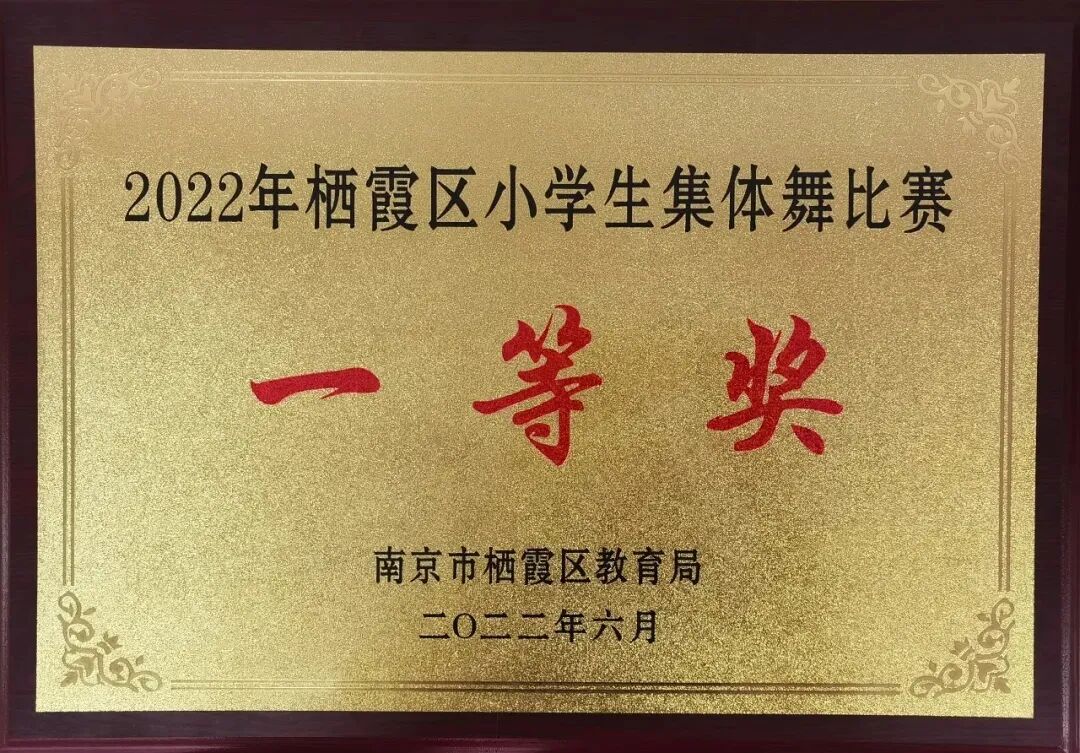 2022年栖霞区小学生集体舞比赛
一等奖
南京市栖霞区教育局
二〇二二年六月